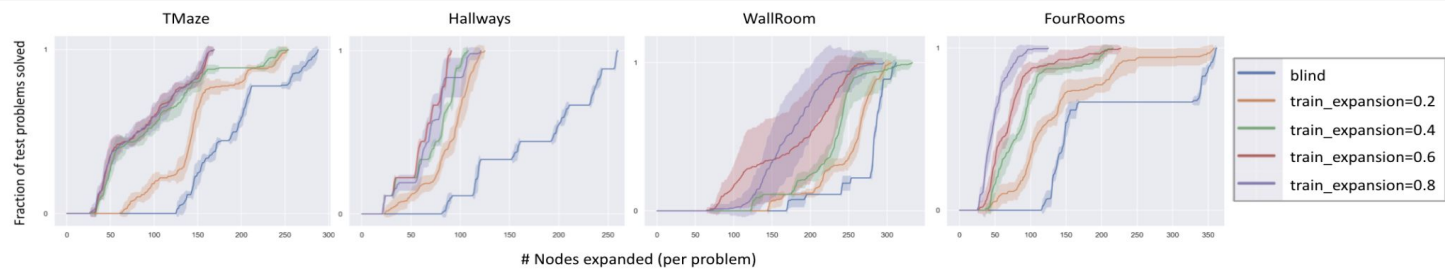 TMaze
Hallways
WallRoom
FourRooms
Fraction of test problems solved
1
0
0 50 100 150 200 250 300
1
0
0 50 100 150 200 250
1
0
0 50 100 150 200 250 300
1
0
0 50 100 150 200 250 300 350
# Nodes expanded (per problem)
blind
train_expansion=0.2
train_expansion=0.4
train_expansion=0.6
train_expansion=0.8